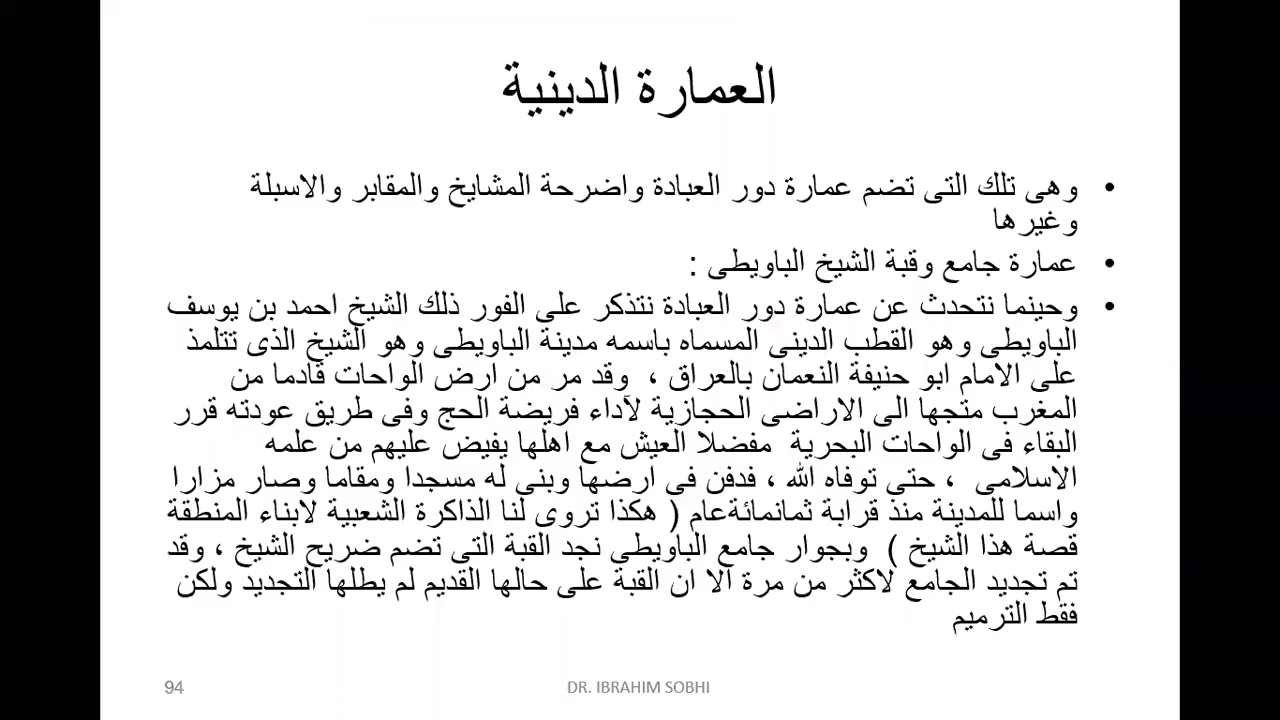 العمارة الدينية
• وهى تلك التى تضم عمارة دور العبادة واضرحة المشايخ والمقابر والاسبلة
وغيرها
• عمارة جامع وقبة الشيخ الباويطى :
• وحينما نتحدث عن عمارة دور العبادة نتذكر على الفور ذلك الشيخ احمد بن يوسف
الباويطى وهو القطب الدينى المسماه باسمه مدينة الباويطى وهو الشيخ الذى تتلمذ
على الامام ابو حنيفة النعمان بالعراق ، وقد مر من ارض الواحات قادما من
المغرب متجها الى الاراضى الحجازية لآداء فريضة الحج وفى طريق عودته قرر
البقاء فى الواحات البحرية مفضلا العيش مع اهلها يفيض عليهم من علمه
الاسلامى ، حتى توفاه الله ، فدفن فى ارضها وبنى له مسجدا ومقاما وصار مزارا
واسما للمدينة منذ قرابة ثمانمائةعام ( هكذا تروى لنا الذاكرة الشعبية لابناء المنطقة
قصة هذا الشيخ ) وبجوار جامع الباويطى نجد القبة التى تضم ضريح الشيخ ، وقد
تم تجديد الجامع لاكثر من مرة الا ان القبة على حالها القديم لم يطلها التجديد ولكن
فقط الترميم
94
DR. IBRAHIM SOBHI